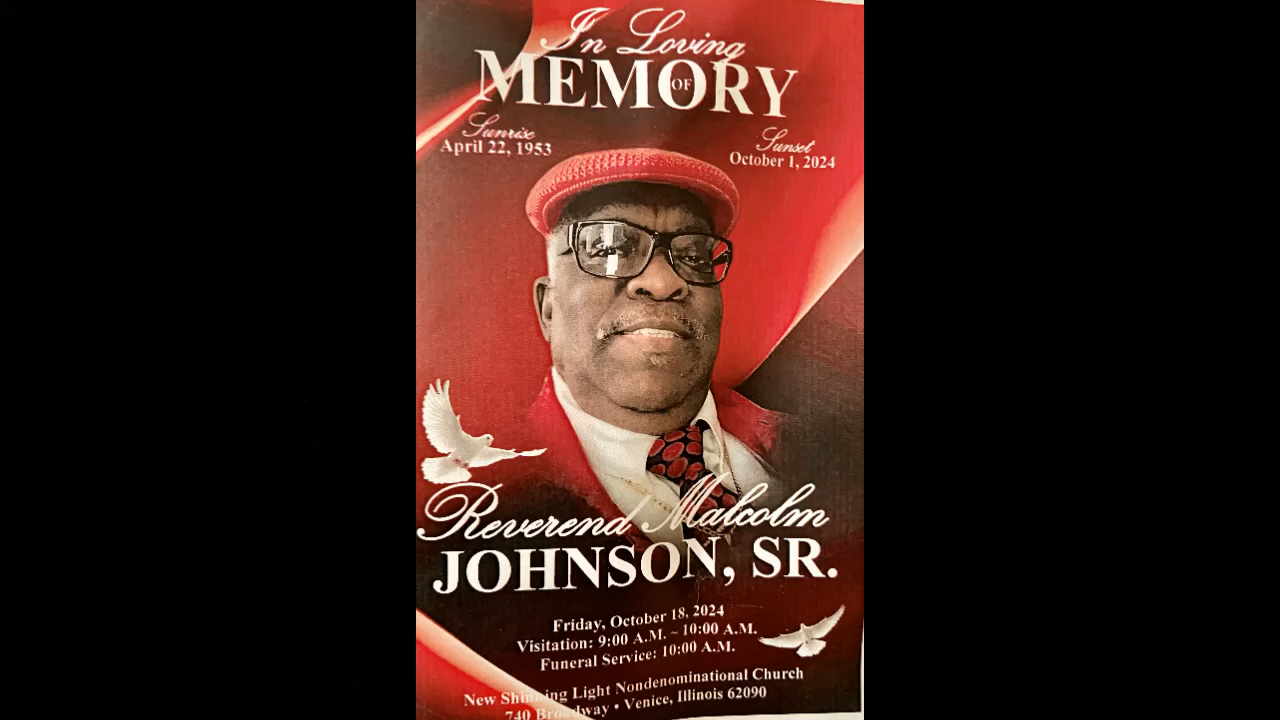 In Loving
MEMORY
OF
Sunrise
April 22, 1953
Sunset
October 1, 2024
Reverend Malcolm
JOHNSON, SR.
Friday, October 18, 2024
Visitation: 9:00 A.M. ~ 10:00 A.M.
Funeral Service: 10:00 A.M.
New Shinning Light Nondenominational Church
740 Broadway • Venice, Illinois 62090